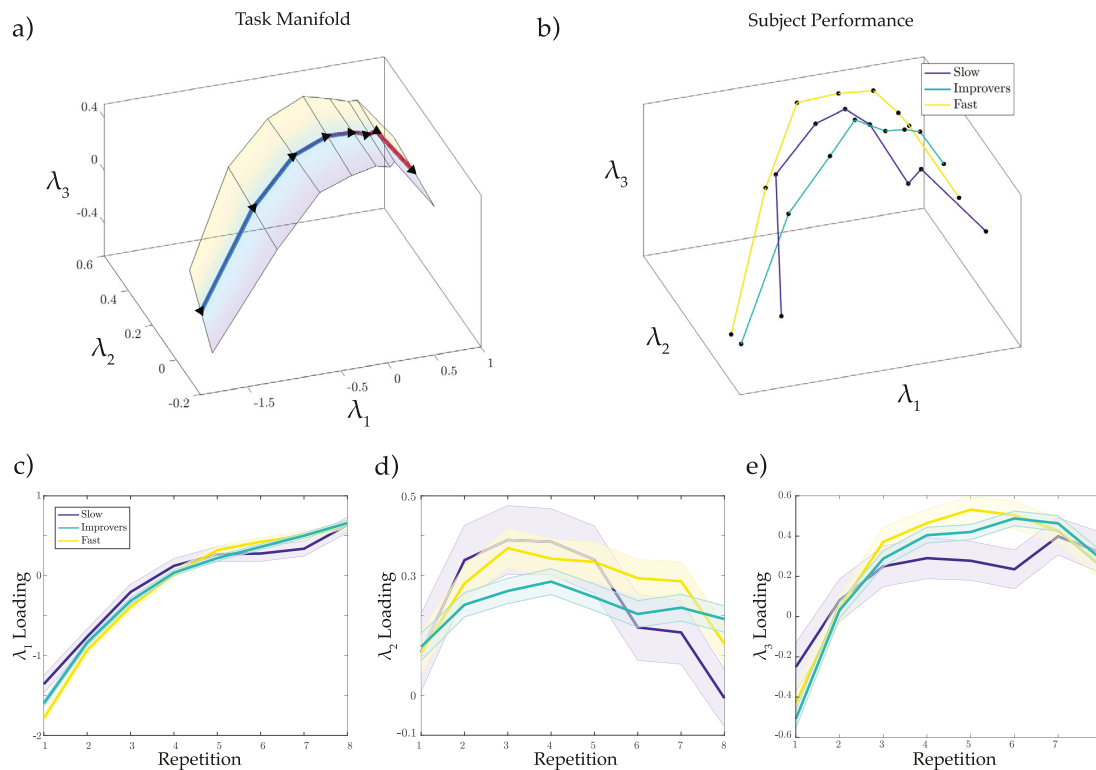 Task Manifold
Subject Performance
a)
b)
0.4
0
-0.4
0.6
0.4
0.2
0
-0.2
-1.5
-0.5
0
0.5
1
λ3
λ2
λ1
Slow
Improvers
Fast
λ3
λ2
λ1
c)
1
0
-1
-2
λ1 Loading
Slow
Improvers
Fast
1 2 3 4 5 6 7 8
Repetition
d)
0.5
0.3
0
-0.1
λ2 Loading
1 2 3 4 5 6 7 8
Repetition
e)
0.6
0.4
0.2
0
-0.2
-0.4
-0.6
λ3 Loading
1 2 3 4 5 6 7
Repetition